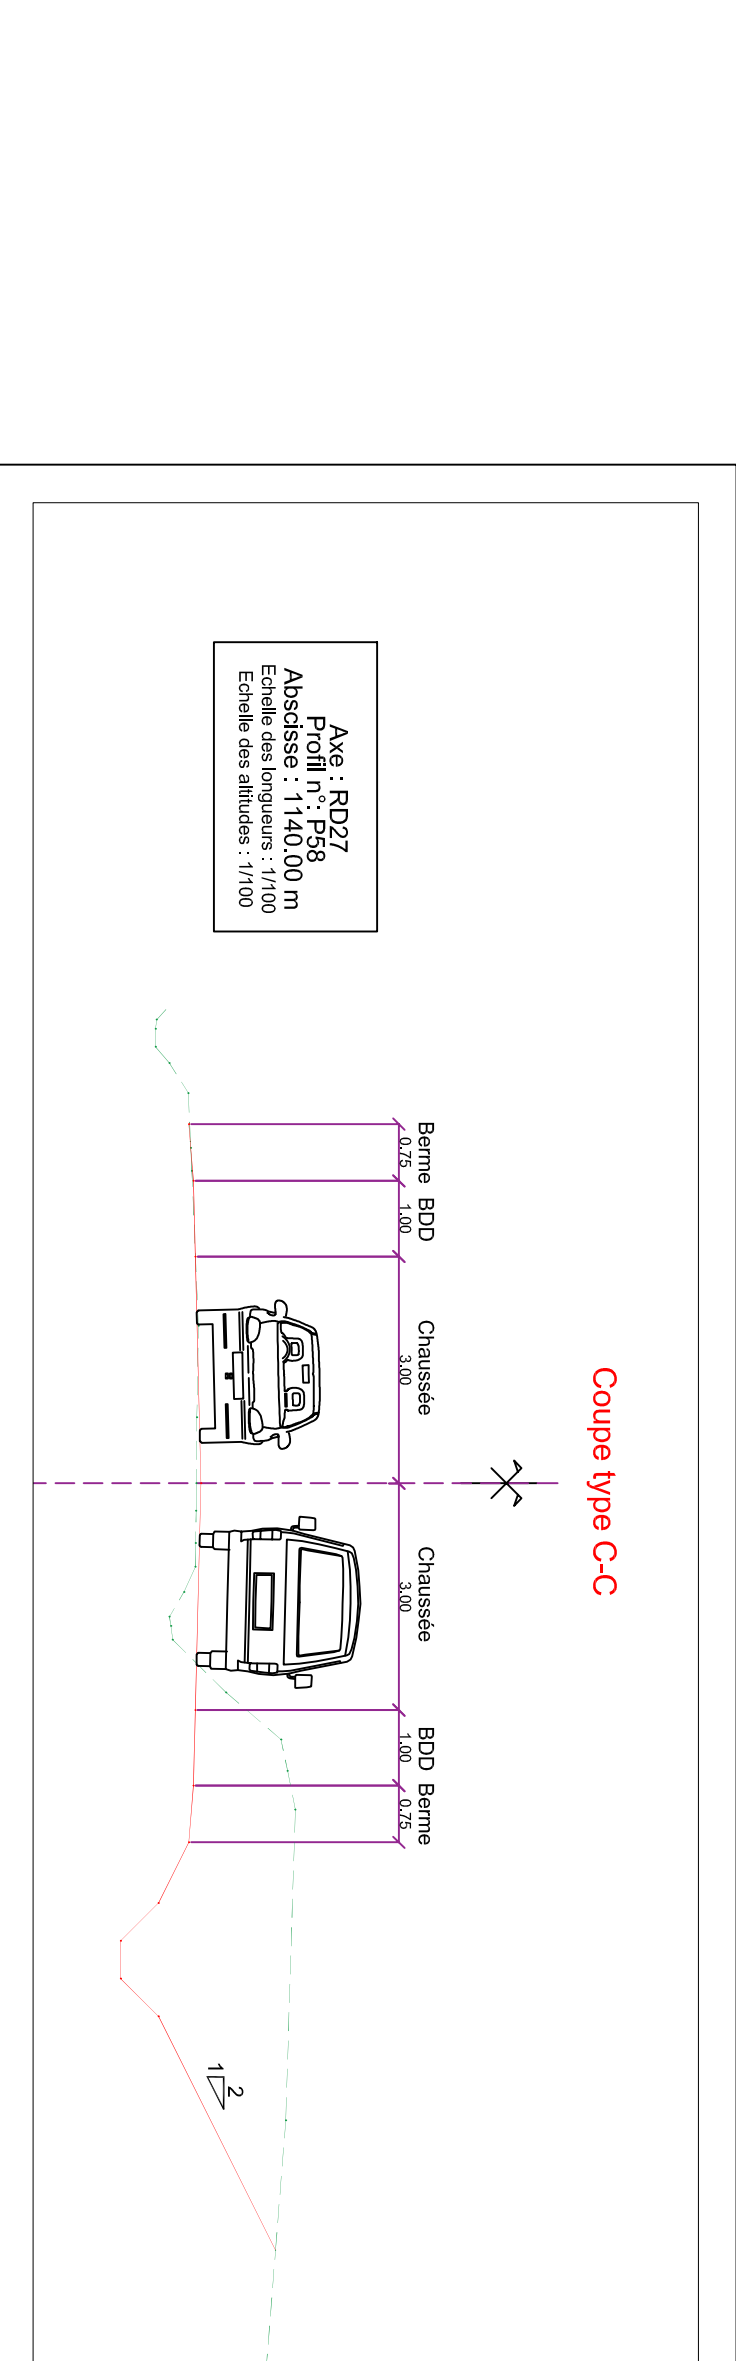 Coupe type C-C
Berme BDD Chaussée Chaussée BDD Berme
0.75 1.00 3.00 3.00 1.00 0.75
Axe : RD27
Profil n°: P58
Abscisse : 1140.00 m
Echelle des longueurs : 1/100
Echelle des altitudes : 1/100
2
1